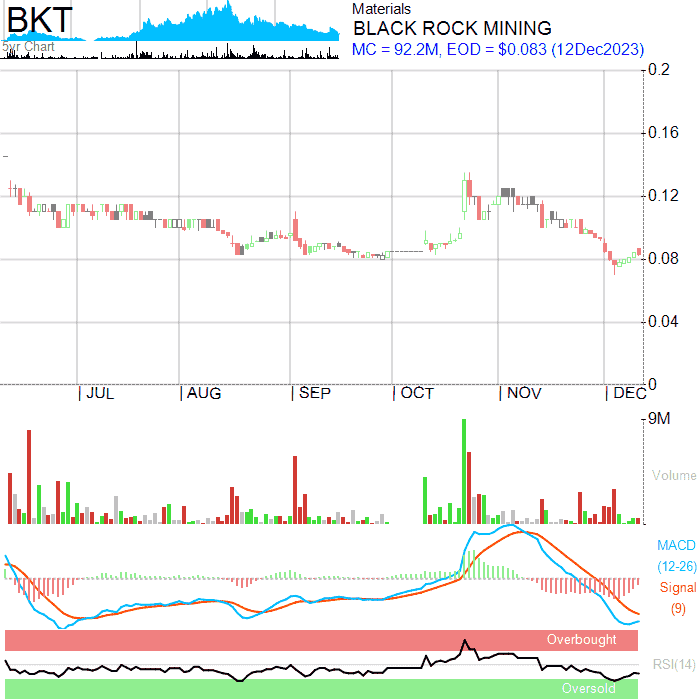 BKT
5yr Chart
Materials
BLACK ROCK MINING
MC = 92.2M, EOD = $0.083 (12Dec2023)
0.2
0.16
0.12
0.08
0.04
0
| JUL | AUG | SEP | OCT | NOV | DEC
9M
Volume
MACD
(12-26)
Signal
(9)
Overbought
RSI(14)
Oversold